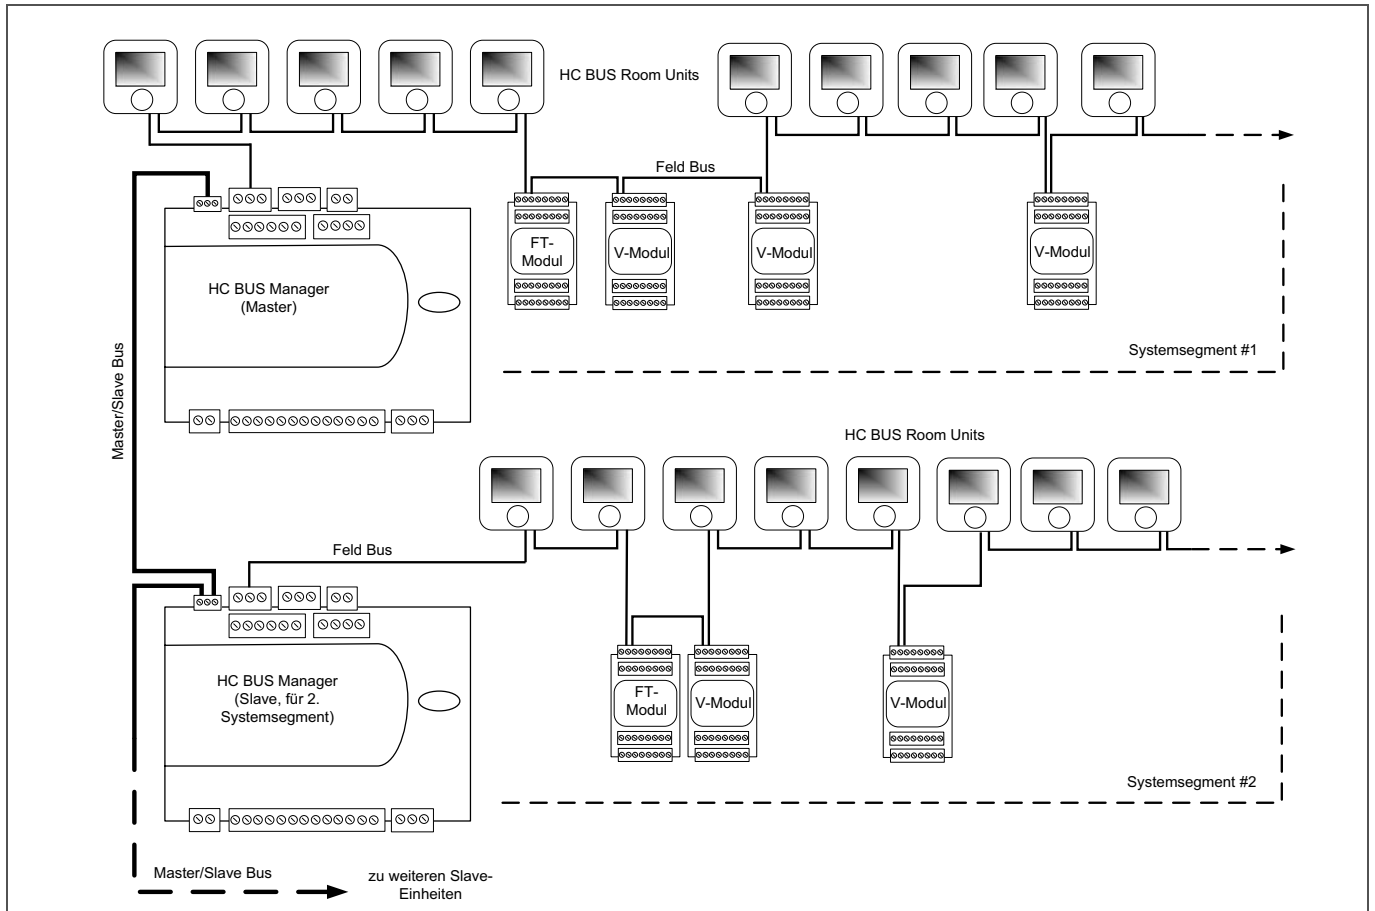 HC BUS Room Units
Feld Bus
FT-
Modul
V-Modul
V-Modul
V-Modul
HC BUS Manager
(Master)
Systemsegment #1
Master/Slave Bus
HC BUS Room Units
Feld Bus
HC BUS Manager
(Slave, für 2.
Systemsegment)
FT-
Modul
V-Modul
V-Modul
Systemsegment #2
Master/Slave Bus
zu weiteren Slave-
Einheiten